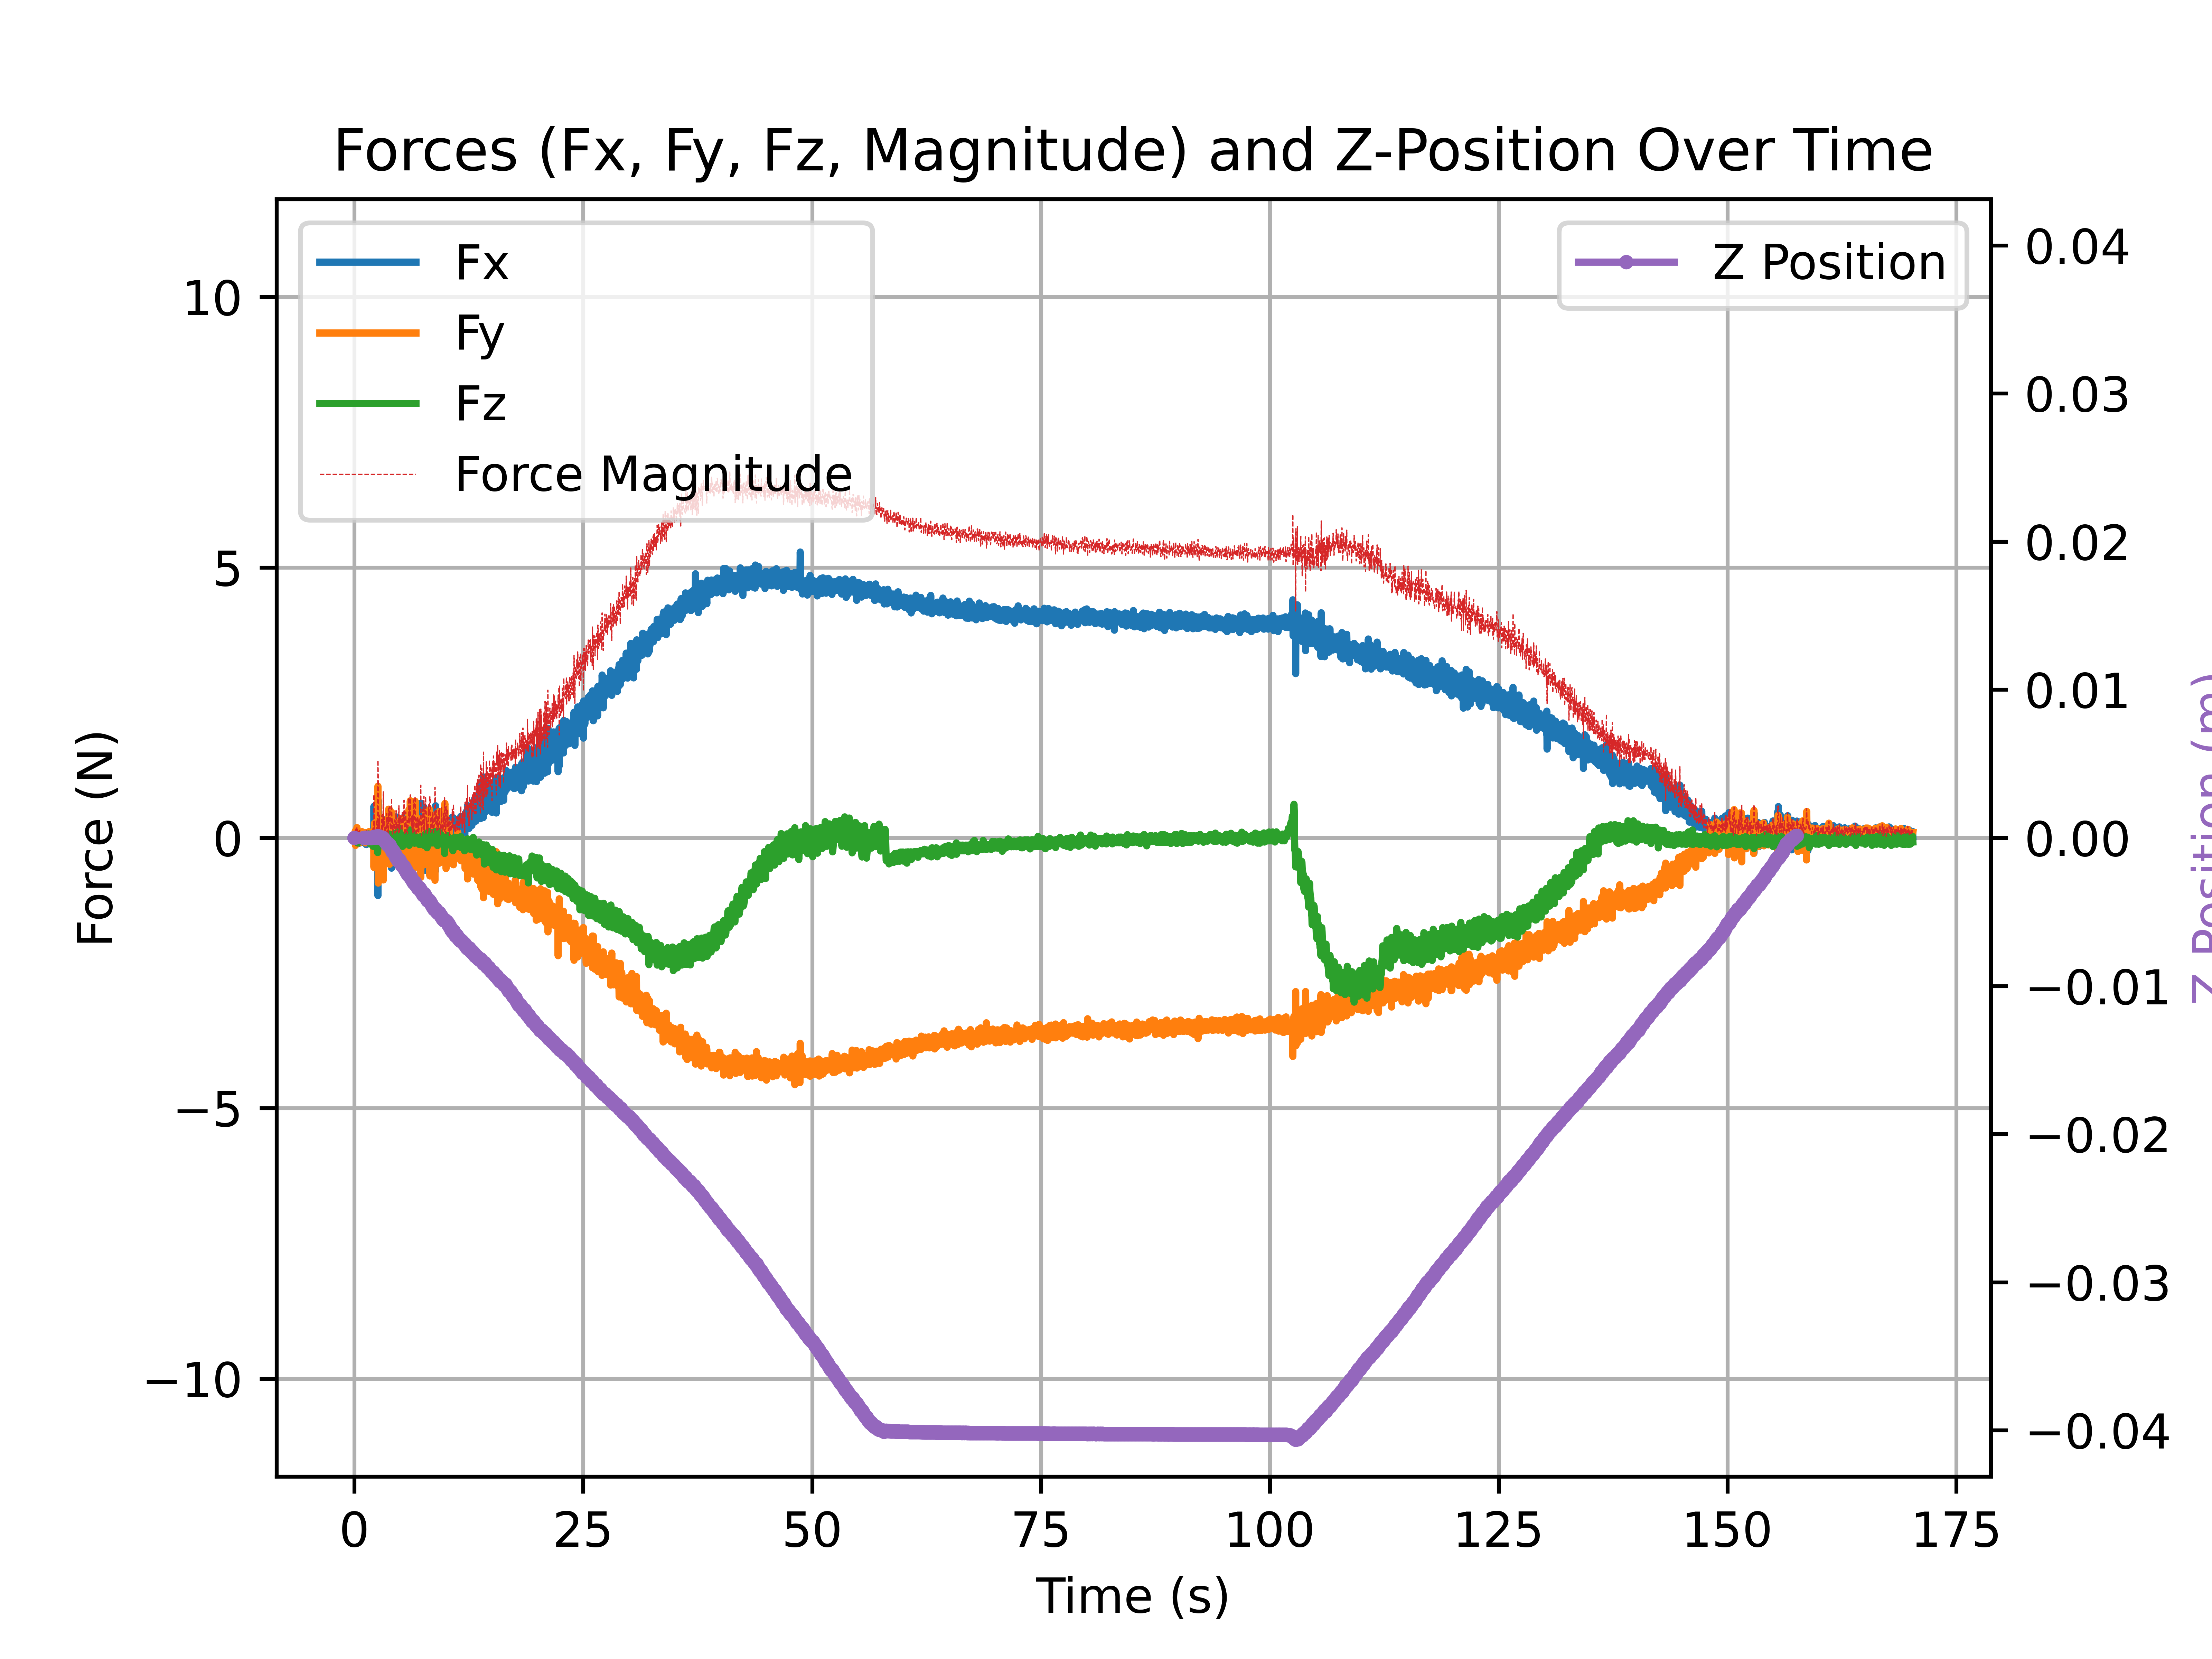 Forces (Fx, Fy, Fz, Magnitude) and Z-Position Over Time
Fx
Fy
Fz
Force Magnitude
Z Position
Force (N)
10
5
0
−5
−10
0.04
0.03
0.02
0.01
0.00
−0.01
−0.02
−0.03
−0.04
Z Position (m)
0 25 50 75 100 125 150 175
Time (s)